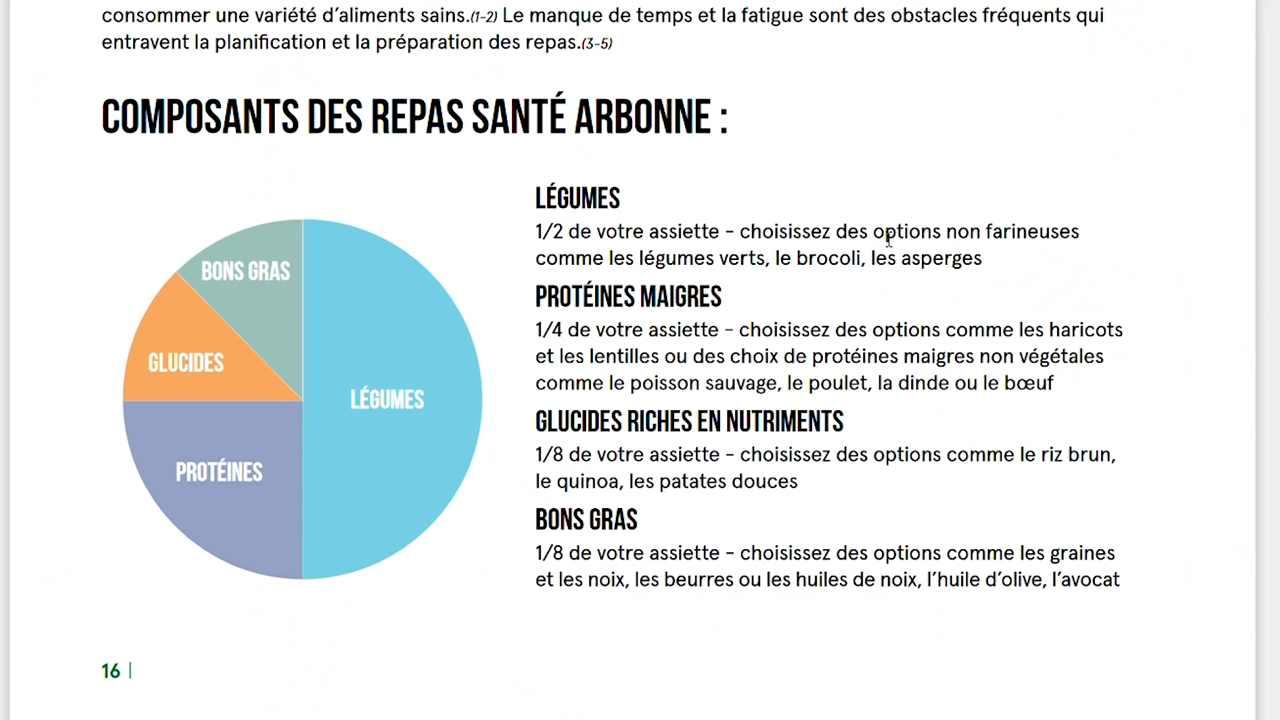 consommer une variété d’aliments sains.(1-2) Le manque de temps et la fatigue sont des obstacles fréquents qui
entravent la planification et la préparation des repas.(3-5)
COMPOSANTS DES REPAS SANTÉ ARBONNE :
BONS GRAS
GLUCIDES
LÉGUMES
PROTÉINES
LÉGUMES
1/2 de votre assiette – choisissez des options non farineuses
comme les légumes verts, le brocoli, les asperges
PROTÉINES MAIGRES
1/4 de votre assiette – choisissez des options comme les haricots
et les lentilles ou des choix de protéines maigres non végétales
comme le poisson sauvage, le poulet, la dinde ou le bœuf
GLUCIDES RICHES EN NUTRIMENTS
1/8 de votre assiette – choisissez des options comme le riz brun,
le quinoa, les patates douces
BONS GRAS
1/8 de votre assiette – choisissez des options comme les graines
et les noix, les beurres ou les huiles de noix, l’huile d’olive, l’avocat
16 |